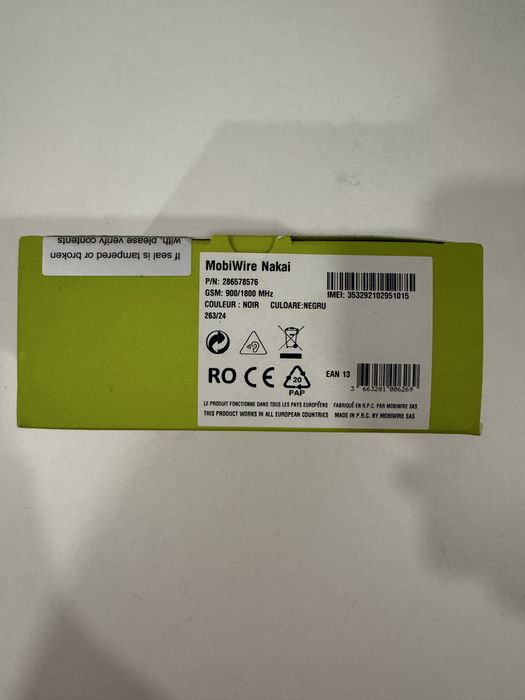 If seal is tampered or broken
with, please verify contents
MobiWire Nakai
P/N: 286578576
GSM: 900/1800 MHz
IMEI: 353292102951015
COULEUR : NOIR CULOARE:NEGRU
263/24
RO CE 20
PAP
EAN 13
3 663281 006269
LE PRODUIT FONCTIONNE DANS TOUS LES PAYS EUROPÉENS FABRIQUÉ EN R.P.C. PAR MOBIWIRE SAS
THIS PRODUCT WORKS IN ALL EUROPEAN COUNTRIES MADE IN P.R.C. BY MOBIWIRE SAS